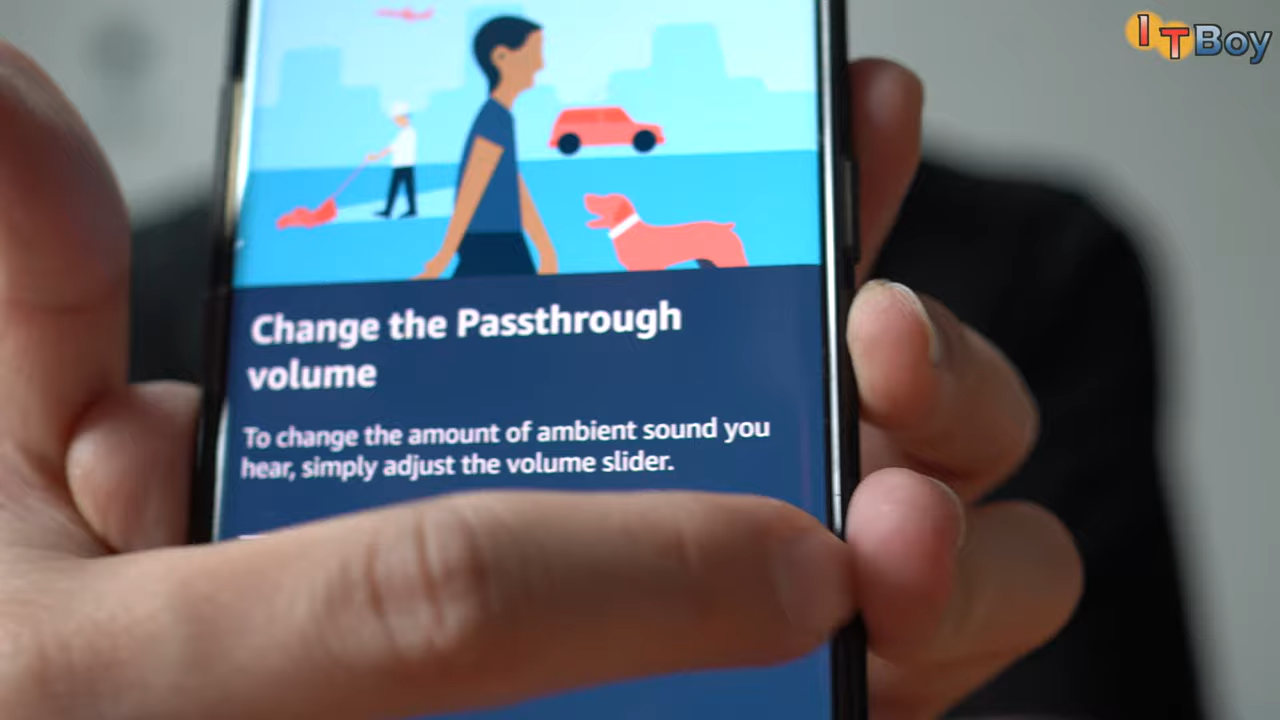 ITBoy
Change the Passthrough
volume
To change the amount of ambient sound you
hear, simply adjust the volume slider.